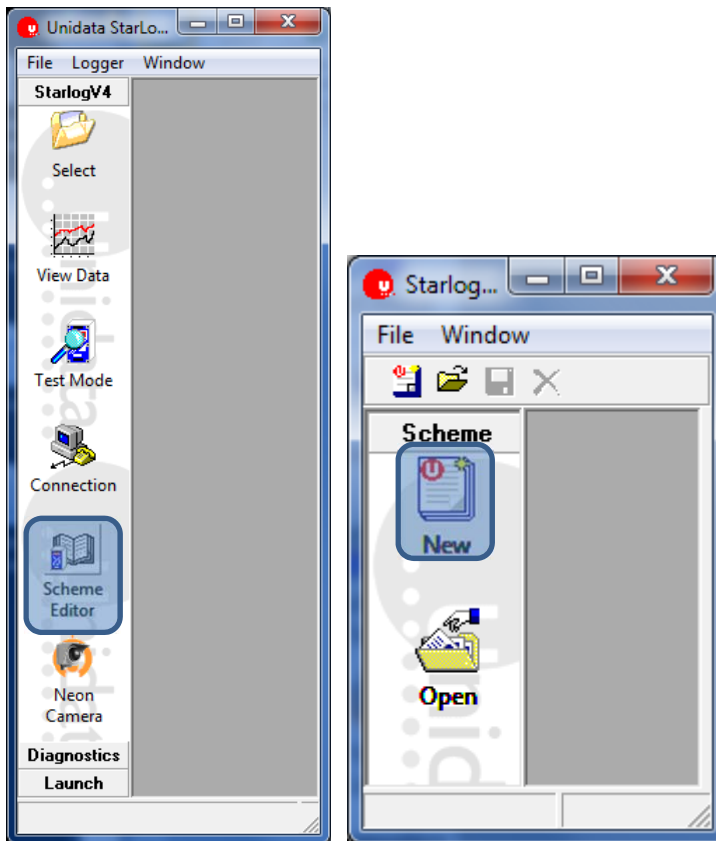 Unidata StarLo...
File Logger Window
StarlogV4
Select
View Data
Test Mode
Connection
Scheme
Editor
Neon
Camera
Diagnostics
Launch
Starlog...
File Window
Scheme
New
Open